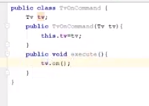 public class TvOnCommand {
Tv tv;
public TvOnCommand(Tv tv){
this.tv=tv;
}
public void execute(){
tv.on();
}
}